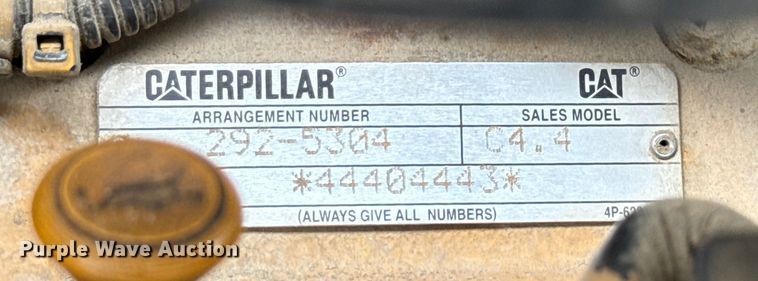 CATERPILLAR® CAT®
ARRANGEMENT NUMBER SALES MODEL
292-5304 C4.4
*44404443*
(ALWAYS GIVE ALL NUMBERS)
Purple Wave Auction